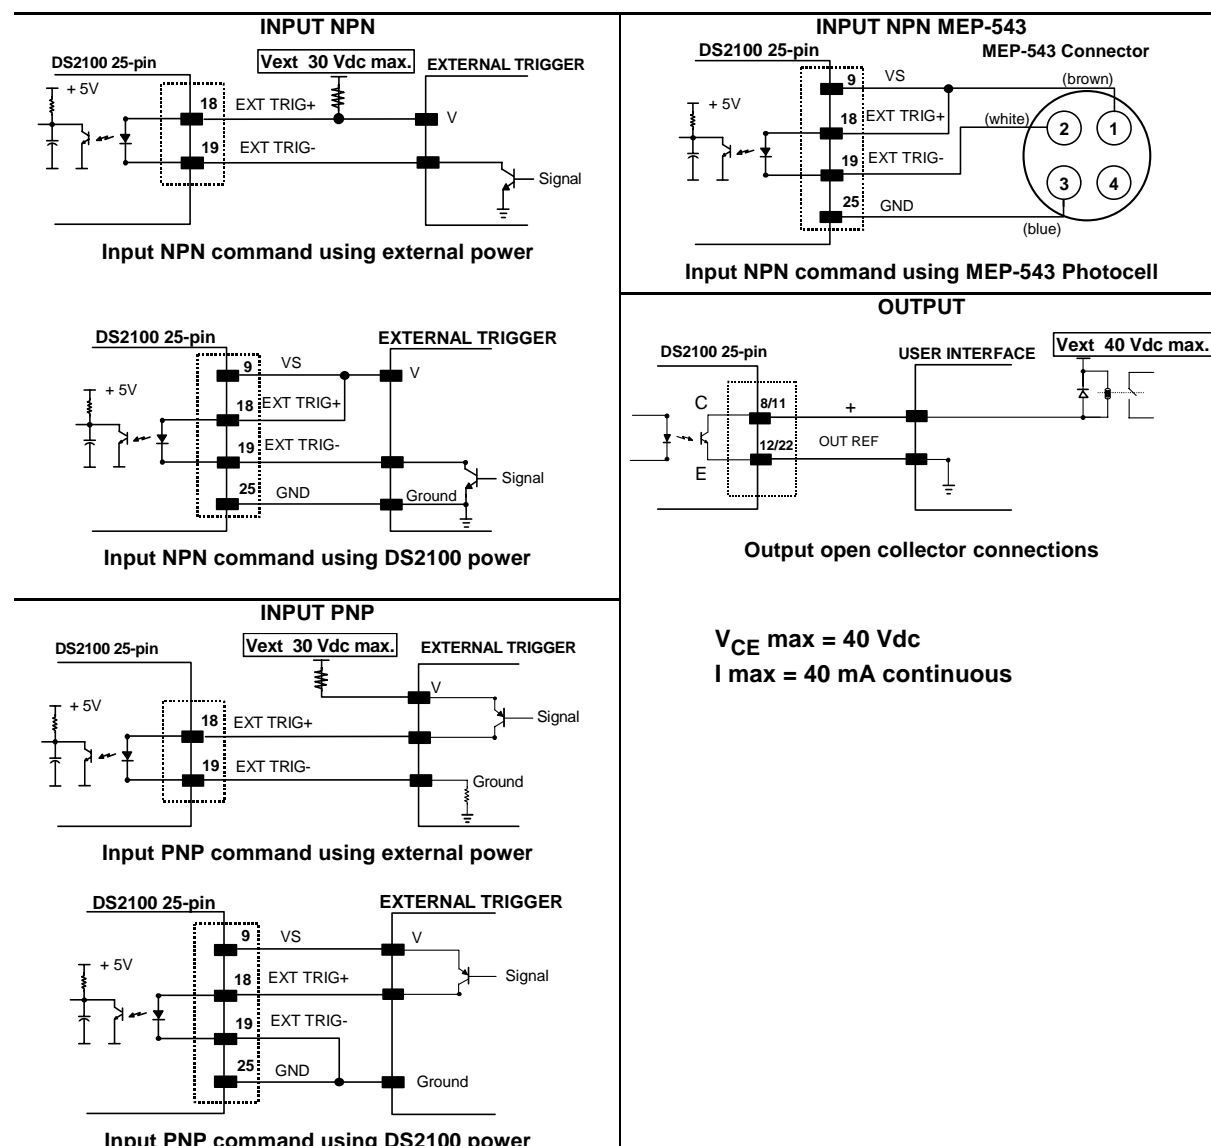 INPUT NPN
DS2100 25-pin
Vext 30 Vdc max.
EXTERNAL TRIGGER
+ 5V
18 EXT TRIG+
V
19 EXT TRIG-
Signal
Input NPN command using external power
DS2100 25-pin
EXTERNAL TRIGGER
9 VS
V
+ 5V
18 EXT TRIG+
19 EXT TRIG-
Signal
25 GND
Ground
Input NPN command using DS2100 power
INPUT PNP
DS2100 25-pin
Vext 30 Vdc max.
EXTERNAL TRIGGER
V
+ 5V
18 EXT TRIG+
Signal
19 EXT TRIG-
Ground
Input PNP command using external power
DS2100 25-pin
EXTERNAL TRIGGER
9 VS
V
+ 5V
18 EXT TRIG+
Signal
19 EXT TRIG-
25 GND
Ground
Input PNP command using DS2100 power
INPUT NPN MEP-543
DS2100 25-pin
MEP-543 Connector
9 VS
(brown)
+ 5V
18 EXT TRIG+
(white)
2 1
19 EXT TRIG-
3 4
25 GND
(blue)
Input NPN command using MEP-543 Photocell
OUTPUT
DS2100 25-pin
USER INTERFACE
Vext 40 Vdc max.
C
8/11
+
12/22
OUT REF
E
Output open collector connections
VCE max = 40 Vdc
I max = 40 mA continuous